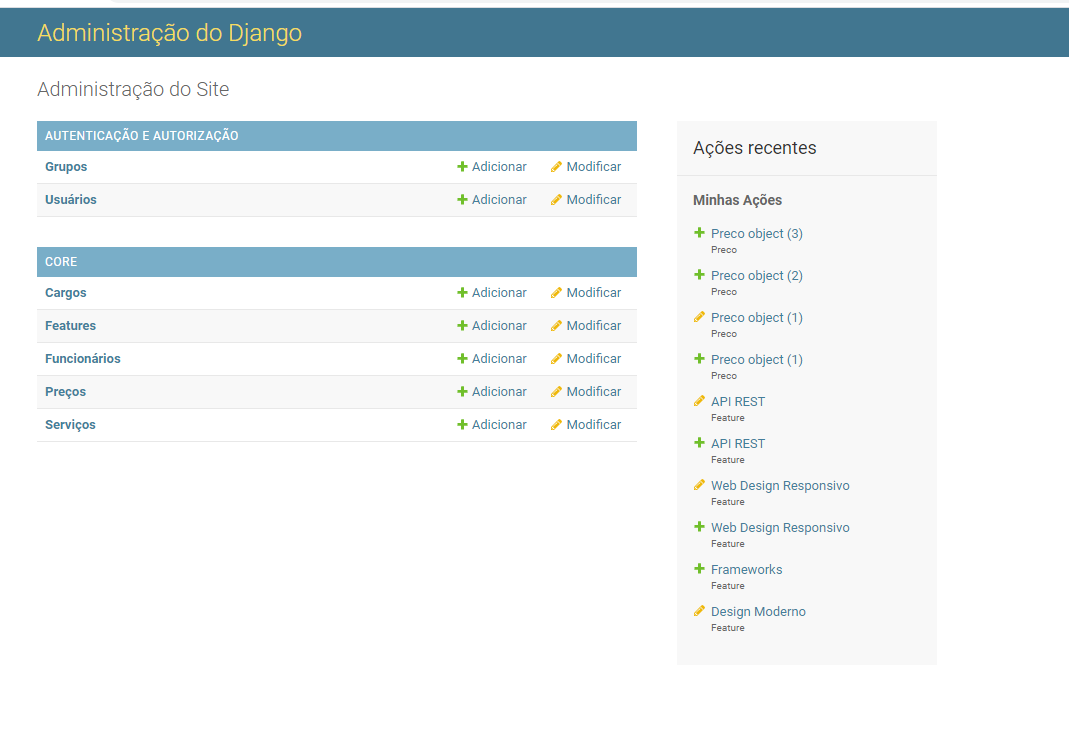 Administração do Django
Administração do Site
AUTENTICAÇÃO E AUTORIZAÇÃO
Grupos Adicionar Modificar
Usuários Adicionar Modificar
CORE
Cargos Adicionar Modificar
Features Adicionar Modificar
Funcionários Adicionar Modificar
Preços Adicionar Modificar
Serviços Adicionar Modificar
Ações recentes
Minhas Ações
Preco object (3)
Preco
Preco object (2)
Preco
Preco object (1)
Preco
Preco object (1)
Preco
API REST
Feature
API REST
Feature
Web Design Responsivo
Feature
Web Design Responsivo
Feature
Frameworks
Feature
Design Moderno
Feature